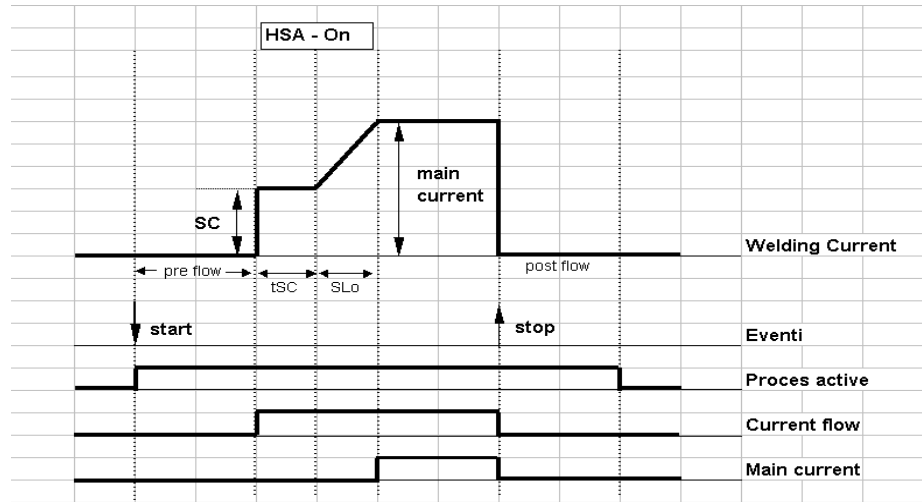 HSA - On
main
current
SC
Welding Current
pre flow
post flow
tSC
SLo
start
stop
Eventi
Proces active
Current flow
Main current